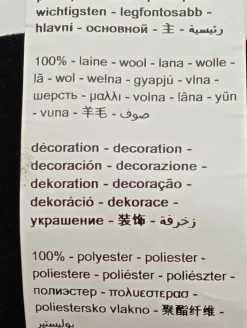 wichtigsten - legfontosabb -
hlavní - основной - 主 - رئيسية
100% - laine - wool - lana - wolle -
lã - wol - welna - gyapjú - vlna -
шерсть - μαλλι - volna - lâna - yün
- vuna - 羊毛 - صوف
décoration - decoration -
decoración - decorazione -
dekoration - decoração -
dekoráció - dekorace -
украшение - 装饰 - زخرفة
100% - polyester - poliester -
poliestere - poliéster - poliészter -
полиэстер - πολυεστερασ -
poliestersko vlakno - 聚酯纤维 -
بوليستير